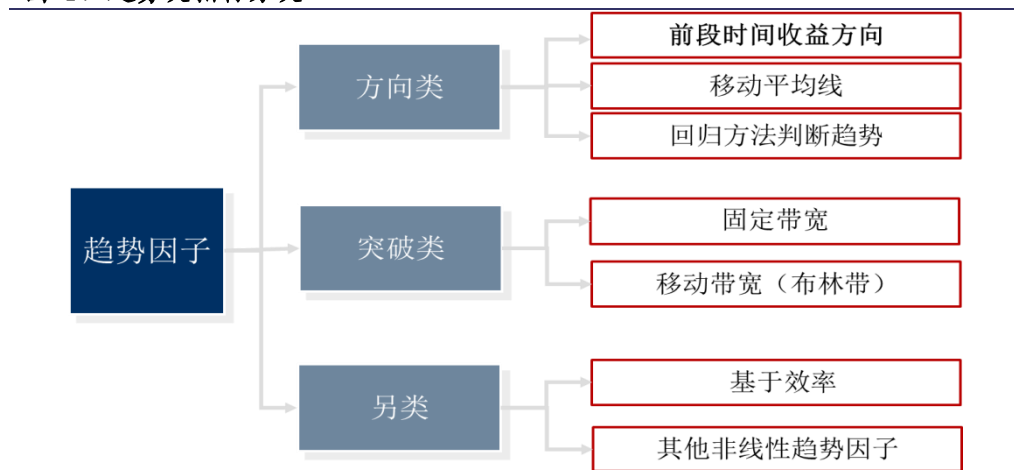 前段时间收益方向
方向类
移动平均线
回归方法判断趋势
趋势因子
突破类
固定带宽
移动带宽（布林带）
另类
基于效率
其他非线性趋势因子